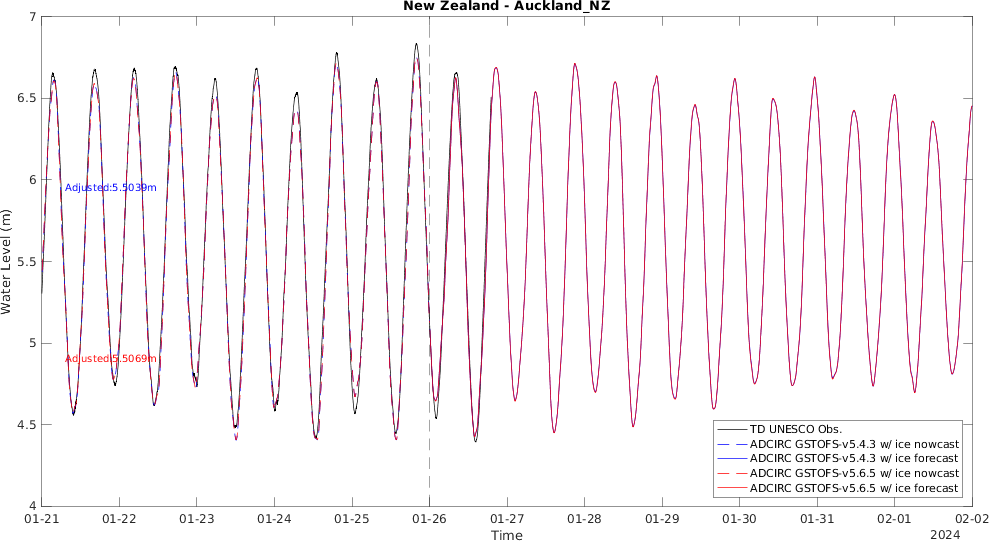 New Zealand - Auckland_NZ
7
6.5
6
5.5
5
4.5
4
Water Level (m)
Adjusted:5.5039m
Adjusted:5.5069m
TD UNESCO Obs.
ADCIRC GSTOFS-v5.4.3 w/ ice nowcast
ADCIRC GSTOFS-v5.4.3 w/ ice forecast
ADCIRC GSTOFS-v5.6.5 w/ ice nowcast
ADCIRC GSTOFS-v5.6.5 w/ ice forecast
01-21 01-22 01-23 01-24 01-25 01-26 01-27 01-28 01-29 01-30 01-31 02-01 02-02
Time
2024